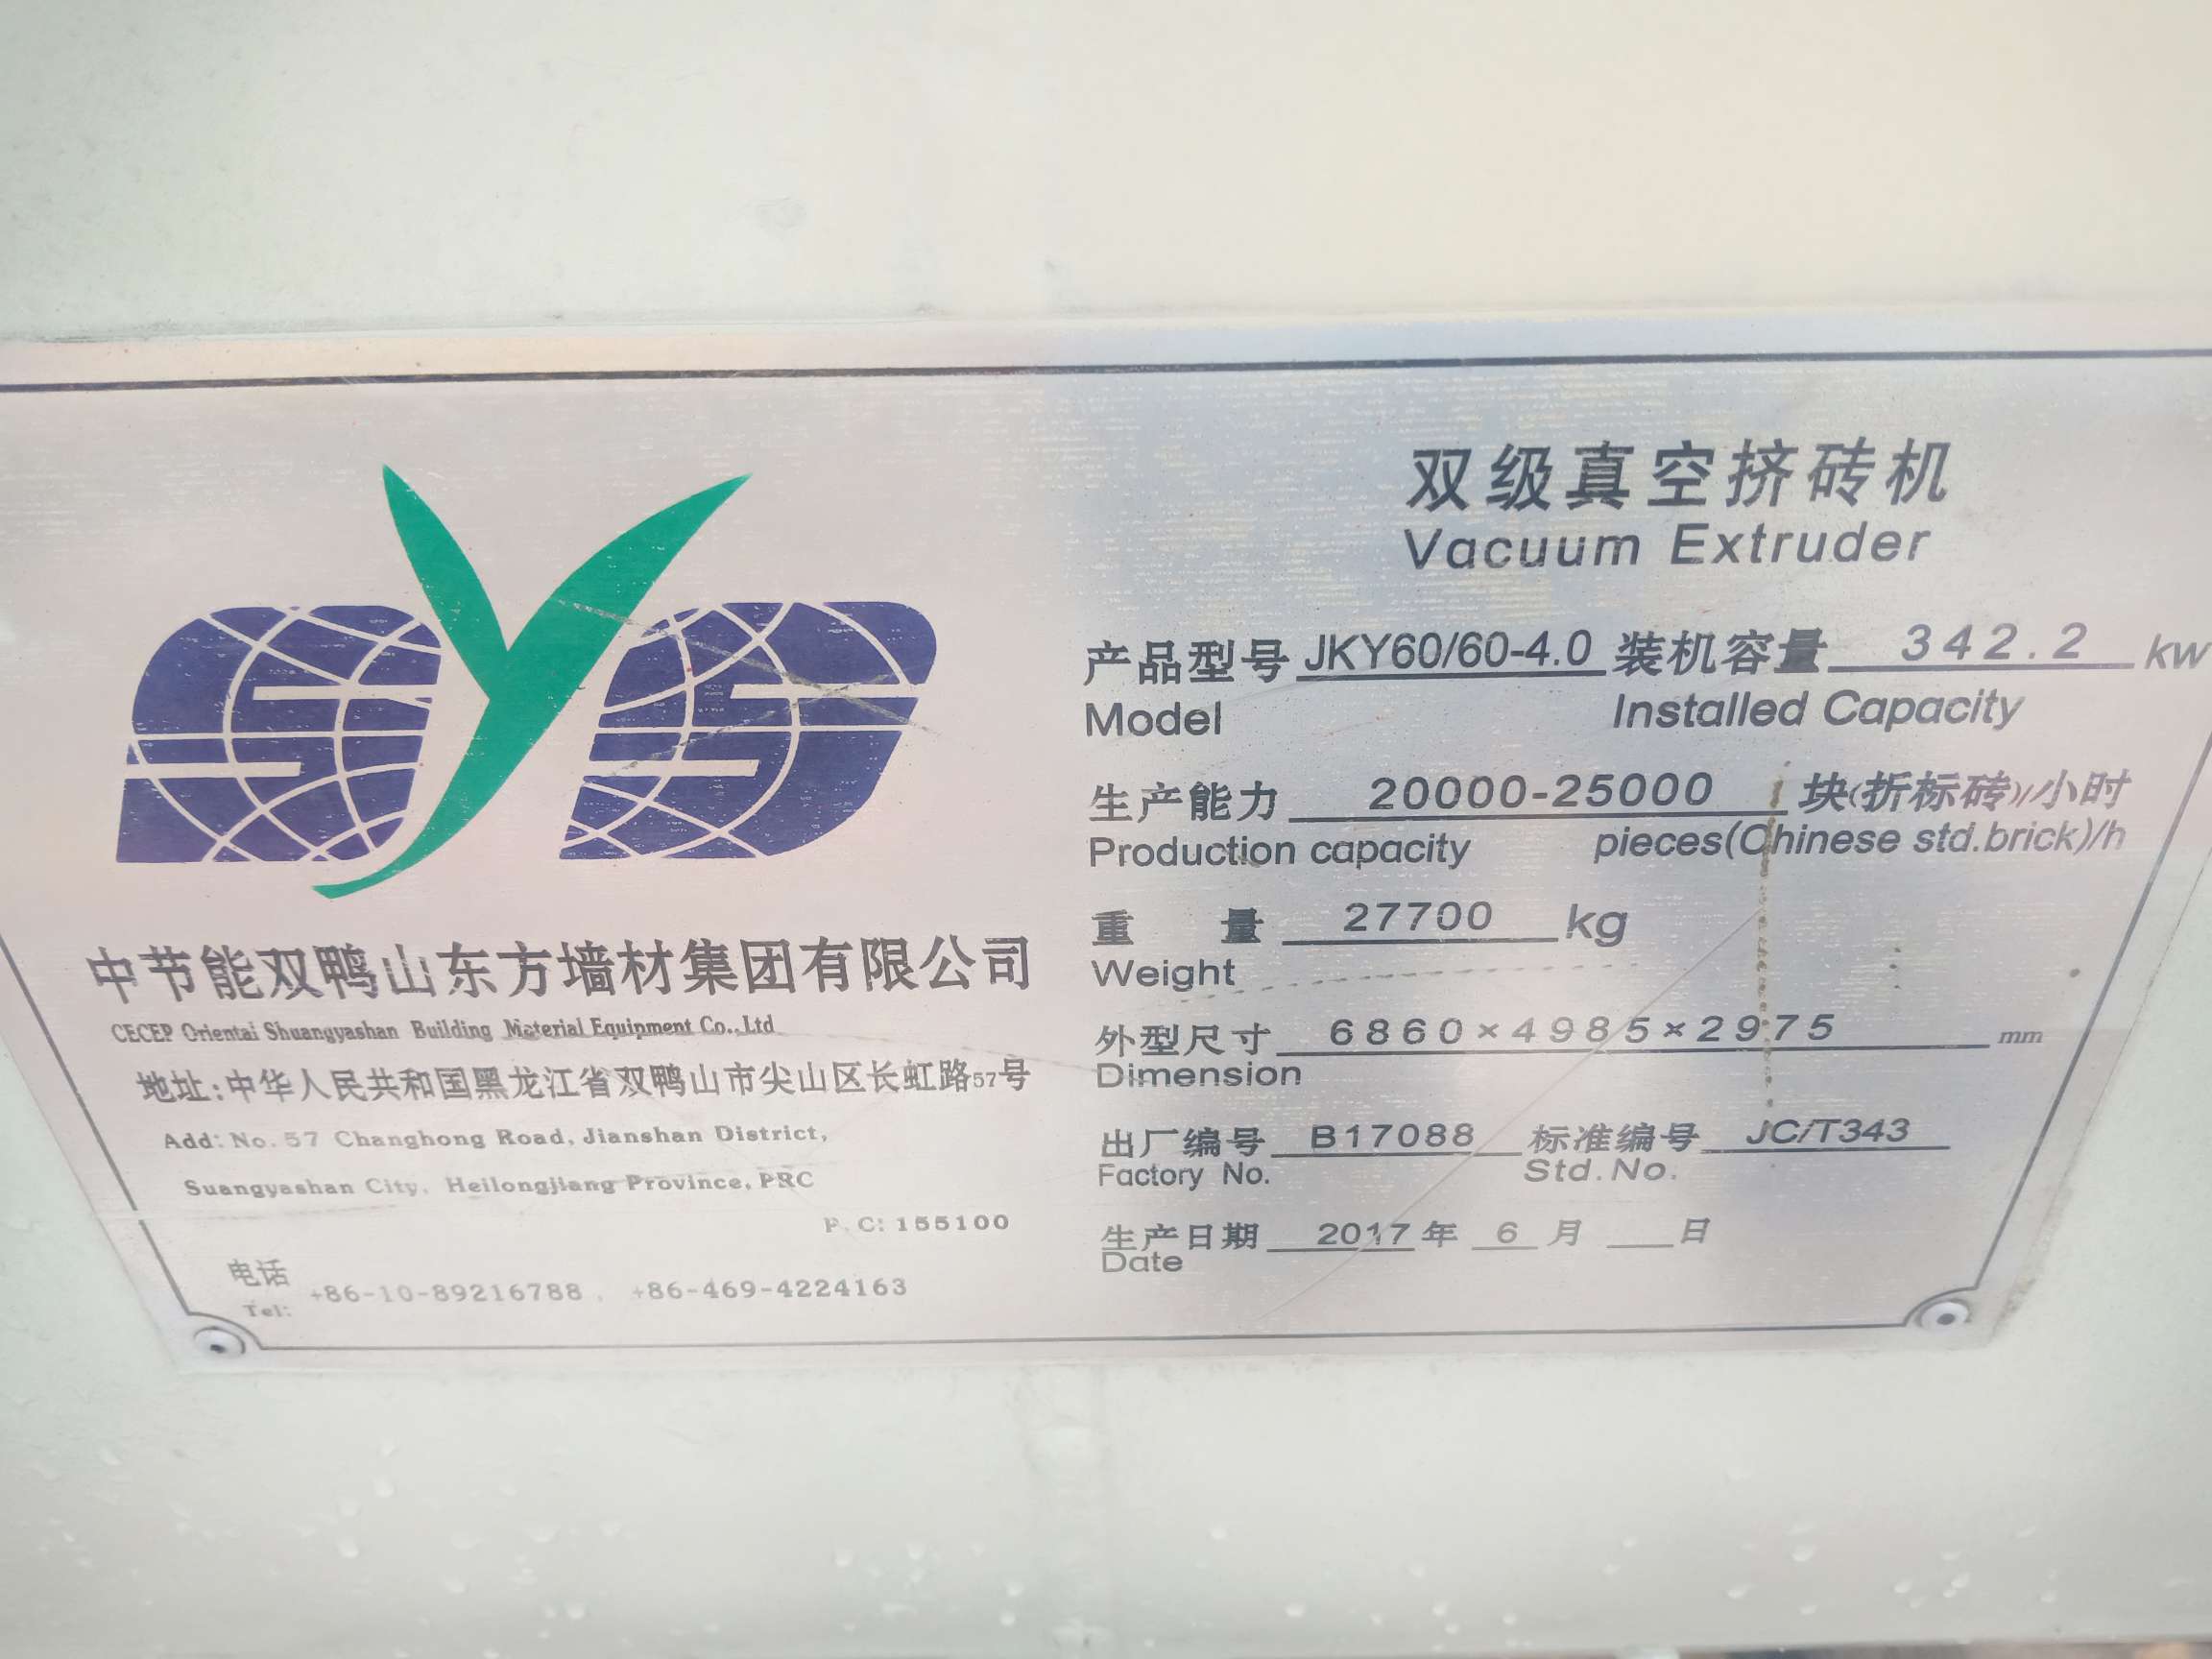 SYS
中节能双鸭山东方墙材集团有限公司
CECEP Orientai Shuangyashan Building Material Equipment Co.,Ltd
地址:中华人民共和国黑龙江省双鸭山市尖山区长虹路57号
Add: No. 57 Changhong Road, Jianshan District,
Suangyashan City, Heilongjiang Province, PRC
P. C: 155100
电话 +86-10-89216788 , +86-469-4224163
Tel:
双级真空挤砖机
Vacuum Extruder
产品型号 JKY60/60-4.0 装机容量 342.2 kw
Model Installed Capacity
生产能力 20000-25000 块(折标砖)/小时
Production capacity pieces(Chinese std.brick)/h
重 量 27700 kg
Weight
外型尺寸 6860×4985×2975 mm
Dimension
出厂编号 B17088 标准编号 JC/T343
Factory No. Std.No.
生产日期 2017 年 6 月 日
Date